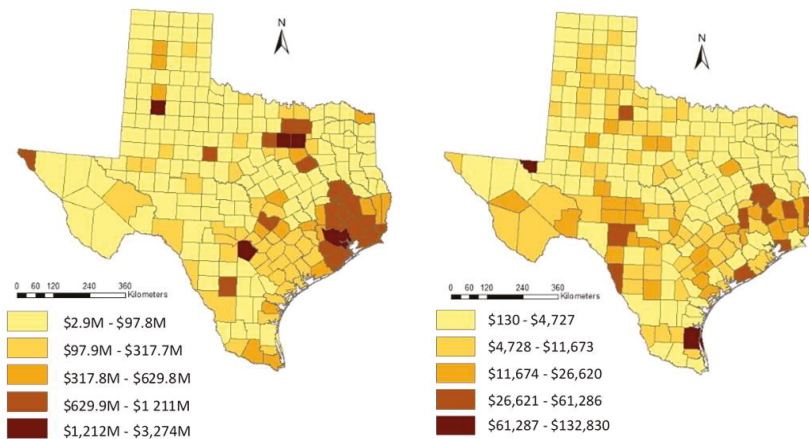 N
0 60 120 240 360
Kilometers
$2.9M - $97.8M
$97.9M - $317.7M
$317.8M - $629.8M
$629.9M - $1 211M
$1,212M - $3,274M
N
0 60 120 240 360
Kilometers
$130 - $4,727
$4,728 - $11,673
$11,674 - $26,620
$26,621 - $61,286
$61,287 - $132,830